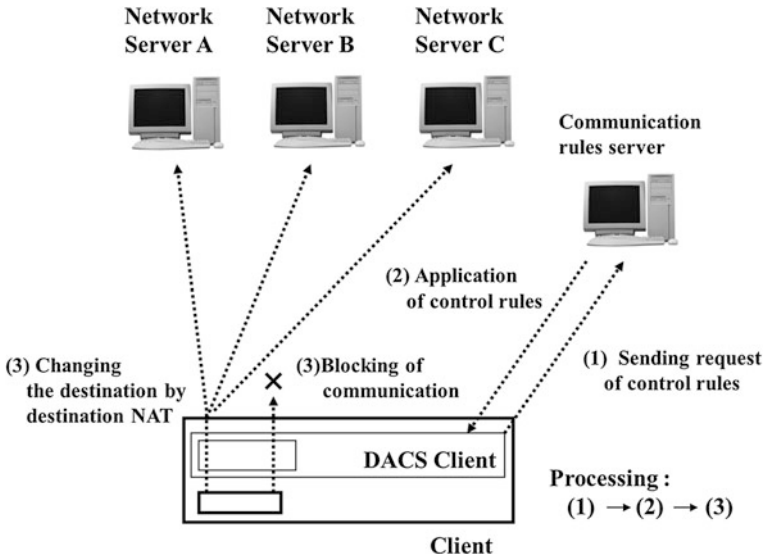 Network
Server A
Network
Server B
Network
Server C
Communication
rules server
(2) Application
of control rules
(1) Sending request
of control rules
(3) Changing
the destination by
destination NAT
(3)Blocking of
communication
DACS Client
Client
Processing :
(1) → (2) → (3)